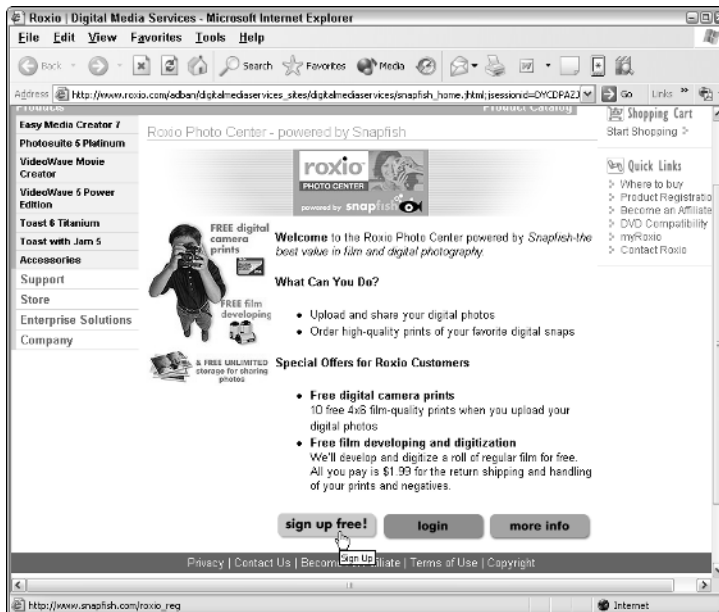 Roxio | Digital Media Services - Microsoft Internet Explorer
File Edit View Favorites Tools Help
Back Search Favorites Media
Address http://www.roxio.com/adban/digitalmediaservices_sites/digitalmediaservices/snapfish_home.jhtml;jsessionid=DYCDPAZJ Go Links »
Products
Product Catalog
Easy Media Creator 7
Photosuite 5 Platinum
VideoWave Movie
Creator
VideoWave 5 Power
Edition
Toast 6 Titanium
Toast with Jam 5
Accessories
Support
Store
Enterprise Solutions
Company
Roxio Photo Center - powered by Snapfish
roxio
PHOTO CENTER
powered by snapfish
FREE digital
camera
prints
FREE film
developing
& FREE UNLIMITED
storage for sharing
photos
Welcome to the Roxio Photo Center powered by Snapfish-the
best value in film and digital photography.
What Can You Do?
• Upload and share your digital photos
• Order high-quality prints of your favorite digital snaps
Special Offers for Roxio Customers
• Free digital camera prints
10 free 4x6 film-quality prints when you upload your
digital photos
• Free film developing and digitization
We'll develop and digitize a roll of regular film for free.
All you pay is $1.99 for the return shipping and handling
of your prints and negatives.
sign up free! login more info
Sign Up
Shopping Cart
Start Shopping >
Quick Links
> Where to buy
> Product Registratio
> Become an Affiliate
> DVD Compatibility
> myRoxio
> Contact Roxio
Privacy | Contact Us | Becom filiate | Terms of Use | Copyright
http://www.snapfish.com/roxio_reg Internet